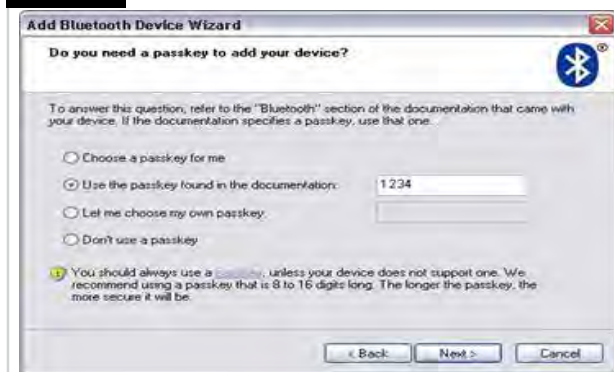 Add Bluetooth Device Wizard
Do you need a passkey to add your device?
To answer this question, refer to the "Bluetooth" section of the documentation that came with
your device. If the documentation specifies a passkey, use that one.
Choose a passkey for me
Use the passkey found in the documentation: 1234
Let me choose my own passkey:
Don't use a passkey
You should always use a passkey, unless your device does not support one. We
recommend using a passkey that is 8 to 16 digits long. The longer the passkey, the
more secure it will be.
< Back Next > Cancel